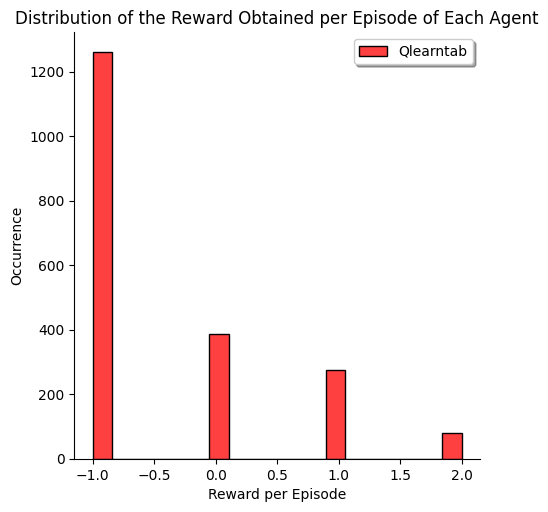 Distribution of the Reward Obtained per Episode of Each Agent
Qlearntab
1200
1000
800
600
400
200
0
Occurrence
−1.0 −0.5 0.0 0.5 1.0 1.5 2.0
Reward per Episode